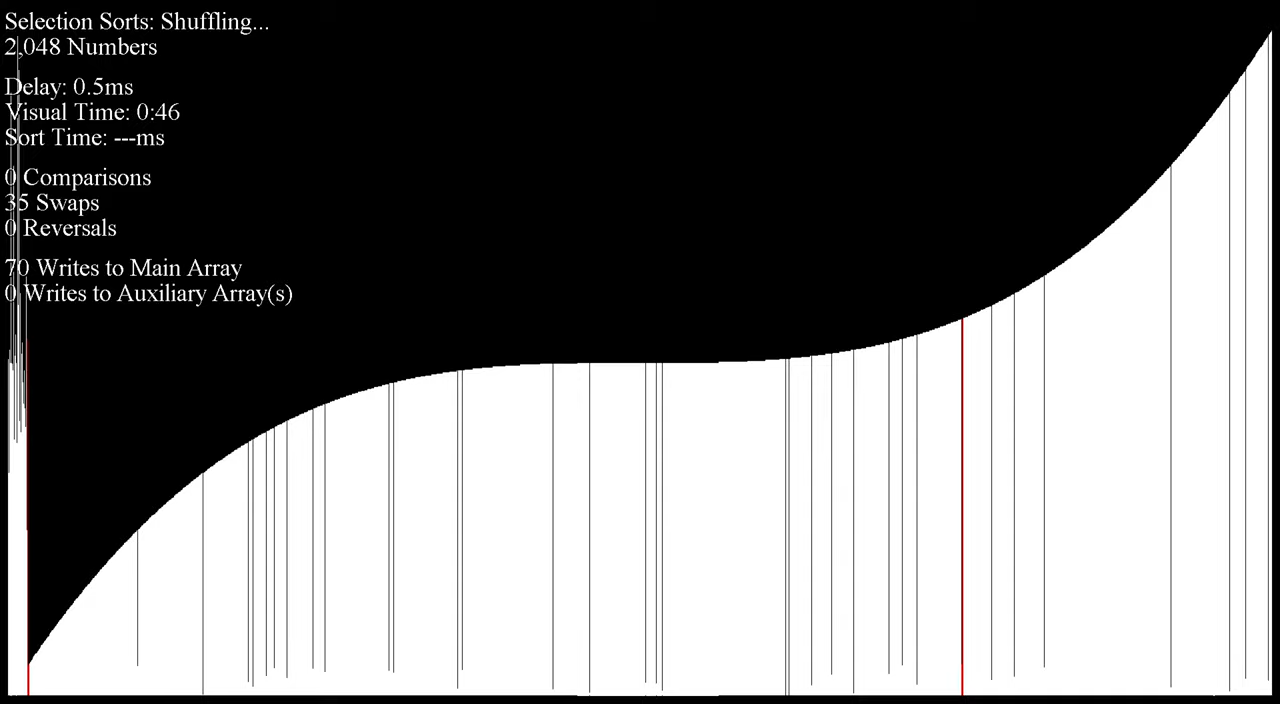 Selection Sorts: Shuffling...
2,048 Numbers
Delay: 0.5ms
Visual Time: 0:46
Sort Time: ---ms
0 Comparisons
35 Swaps
0 Reversals
70 Writes to Main Array
0 Writes to Auxiliary Array(s)